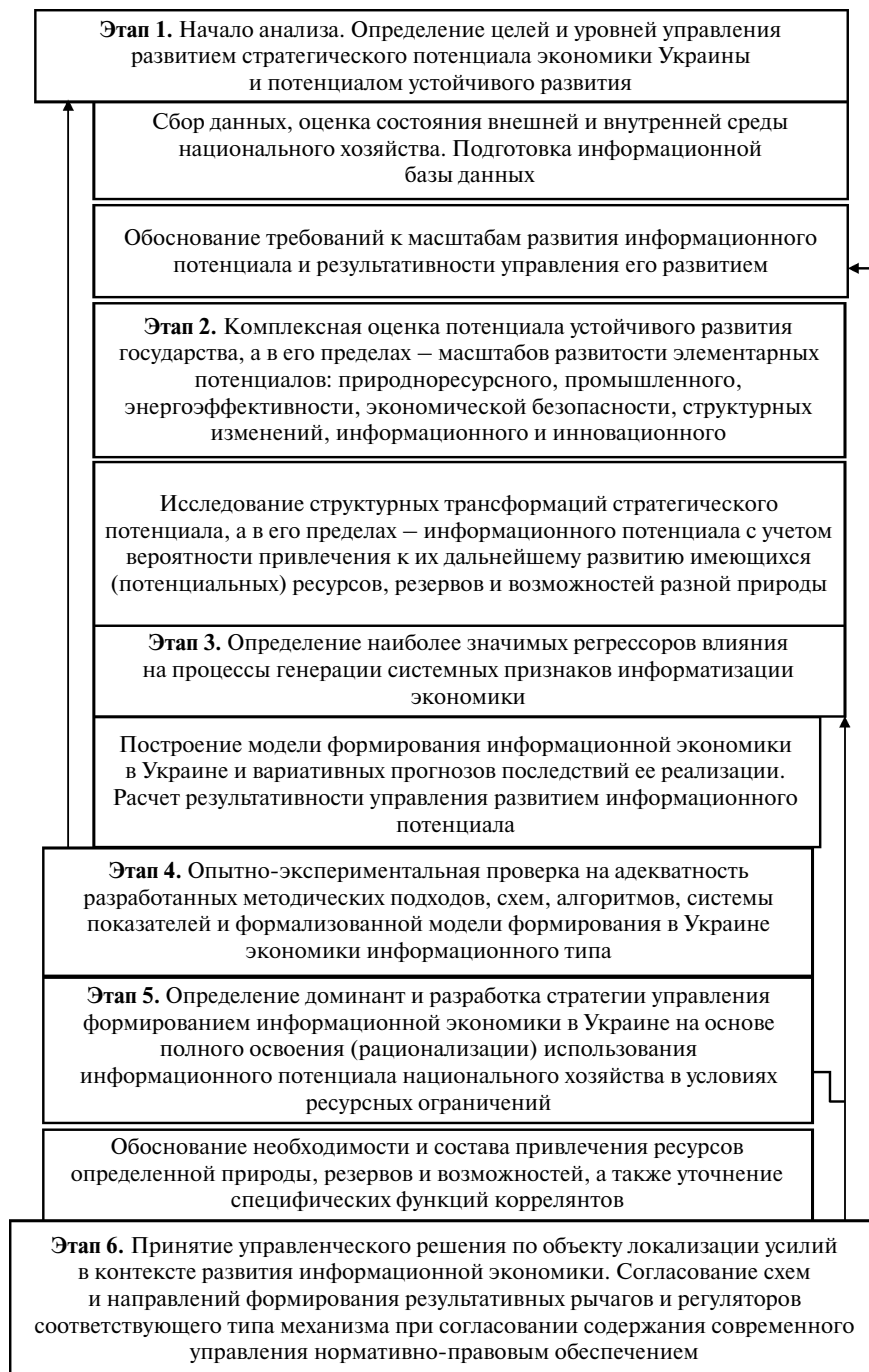 Этап 1. Начало анализа. Определение целей и уровней управления
развитием стратегического потенциала экономики Украины
и потенциалом устойчивого развития
Сбор данных, оценка состояния внешней и внутренней среды
национального хозяйства. Подготовка информационной
базы данных
Обоснование требований к масштабам развития информационного
потенциала и результативности управления его развитием
Этап 2. Комплексная оценка потенциала устойчивого развития
государства, а в его пределах – масштабов развитости элементарных
потенциалов: природноресурсного, промышленного,
энергоэффективности, экономической безопасности, структурных
изменений, информационного и инновационного
Исследование структурных трансформаций стратегического
потенциала, а в его пределах – информационного потенциала с учетом
вероятности привлечения к их дальнейшему развитию имеющихся
(потенциальных) ресурсов, резервов и возможностей разной природы
Этап 3. Определение наиболее значимых регрессоров влияния
на процессы генерации системных признаков информатизации
экономики
Построение модели формирования информационной экономики
в Украине и вариативных прогнозов последствий ее реализации.
Расчет результативности управления развитием информационного
потенциала
Этап 4. Опытно-экспериментальная проверка на адекватность
разработанных методических подходов, схем, алгоритмов, системы
показателей и формализованной модели формирования в Украине
экономики информационного типа
Этап 5. Определение доминант и разработка стратегии управления
формированием информационной экономики в Украине на основе
полного освоения (рационализации) использования
информационного потенциала национального хозяйства в условиях
ресурсных ограничений
Обоснование необходимости и состава привлечения ресурсов
определенной природы, резервов и возможностей, а также уточнение
специфических функций коррелянтов
Этап 6. Принятие управленческого решения по объекту локализации усилий
в контексте развития информационной экономики. Согласование схем
и направлений формирования результативных рычагов и регуляторов
соответствующего типа механизма при согласовании содержания современного
управления нормативно-правовым обеспечением